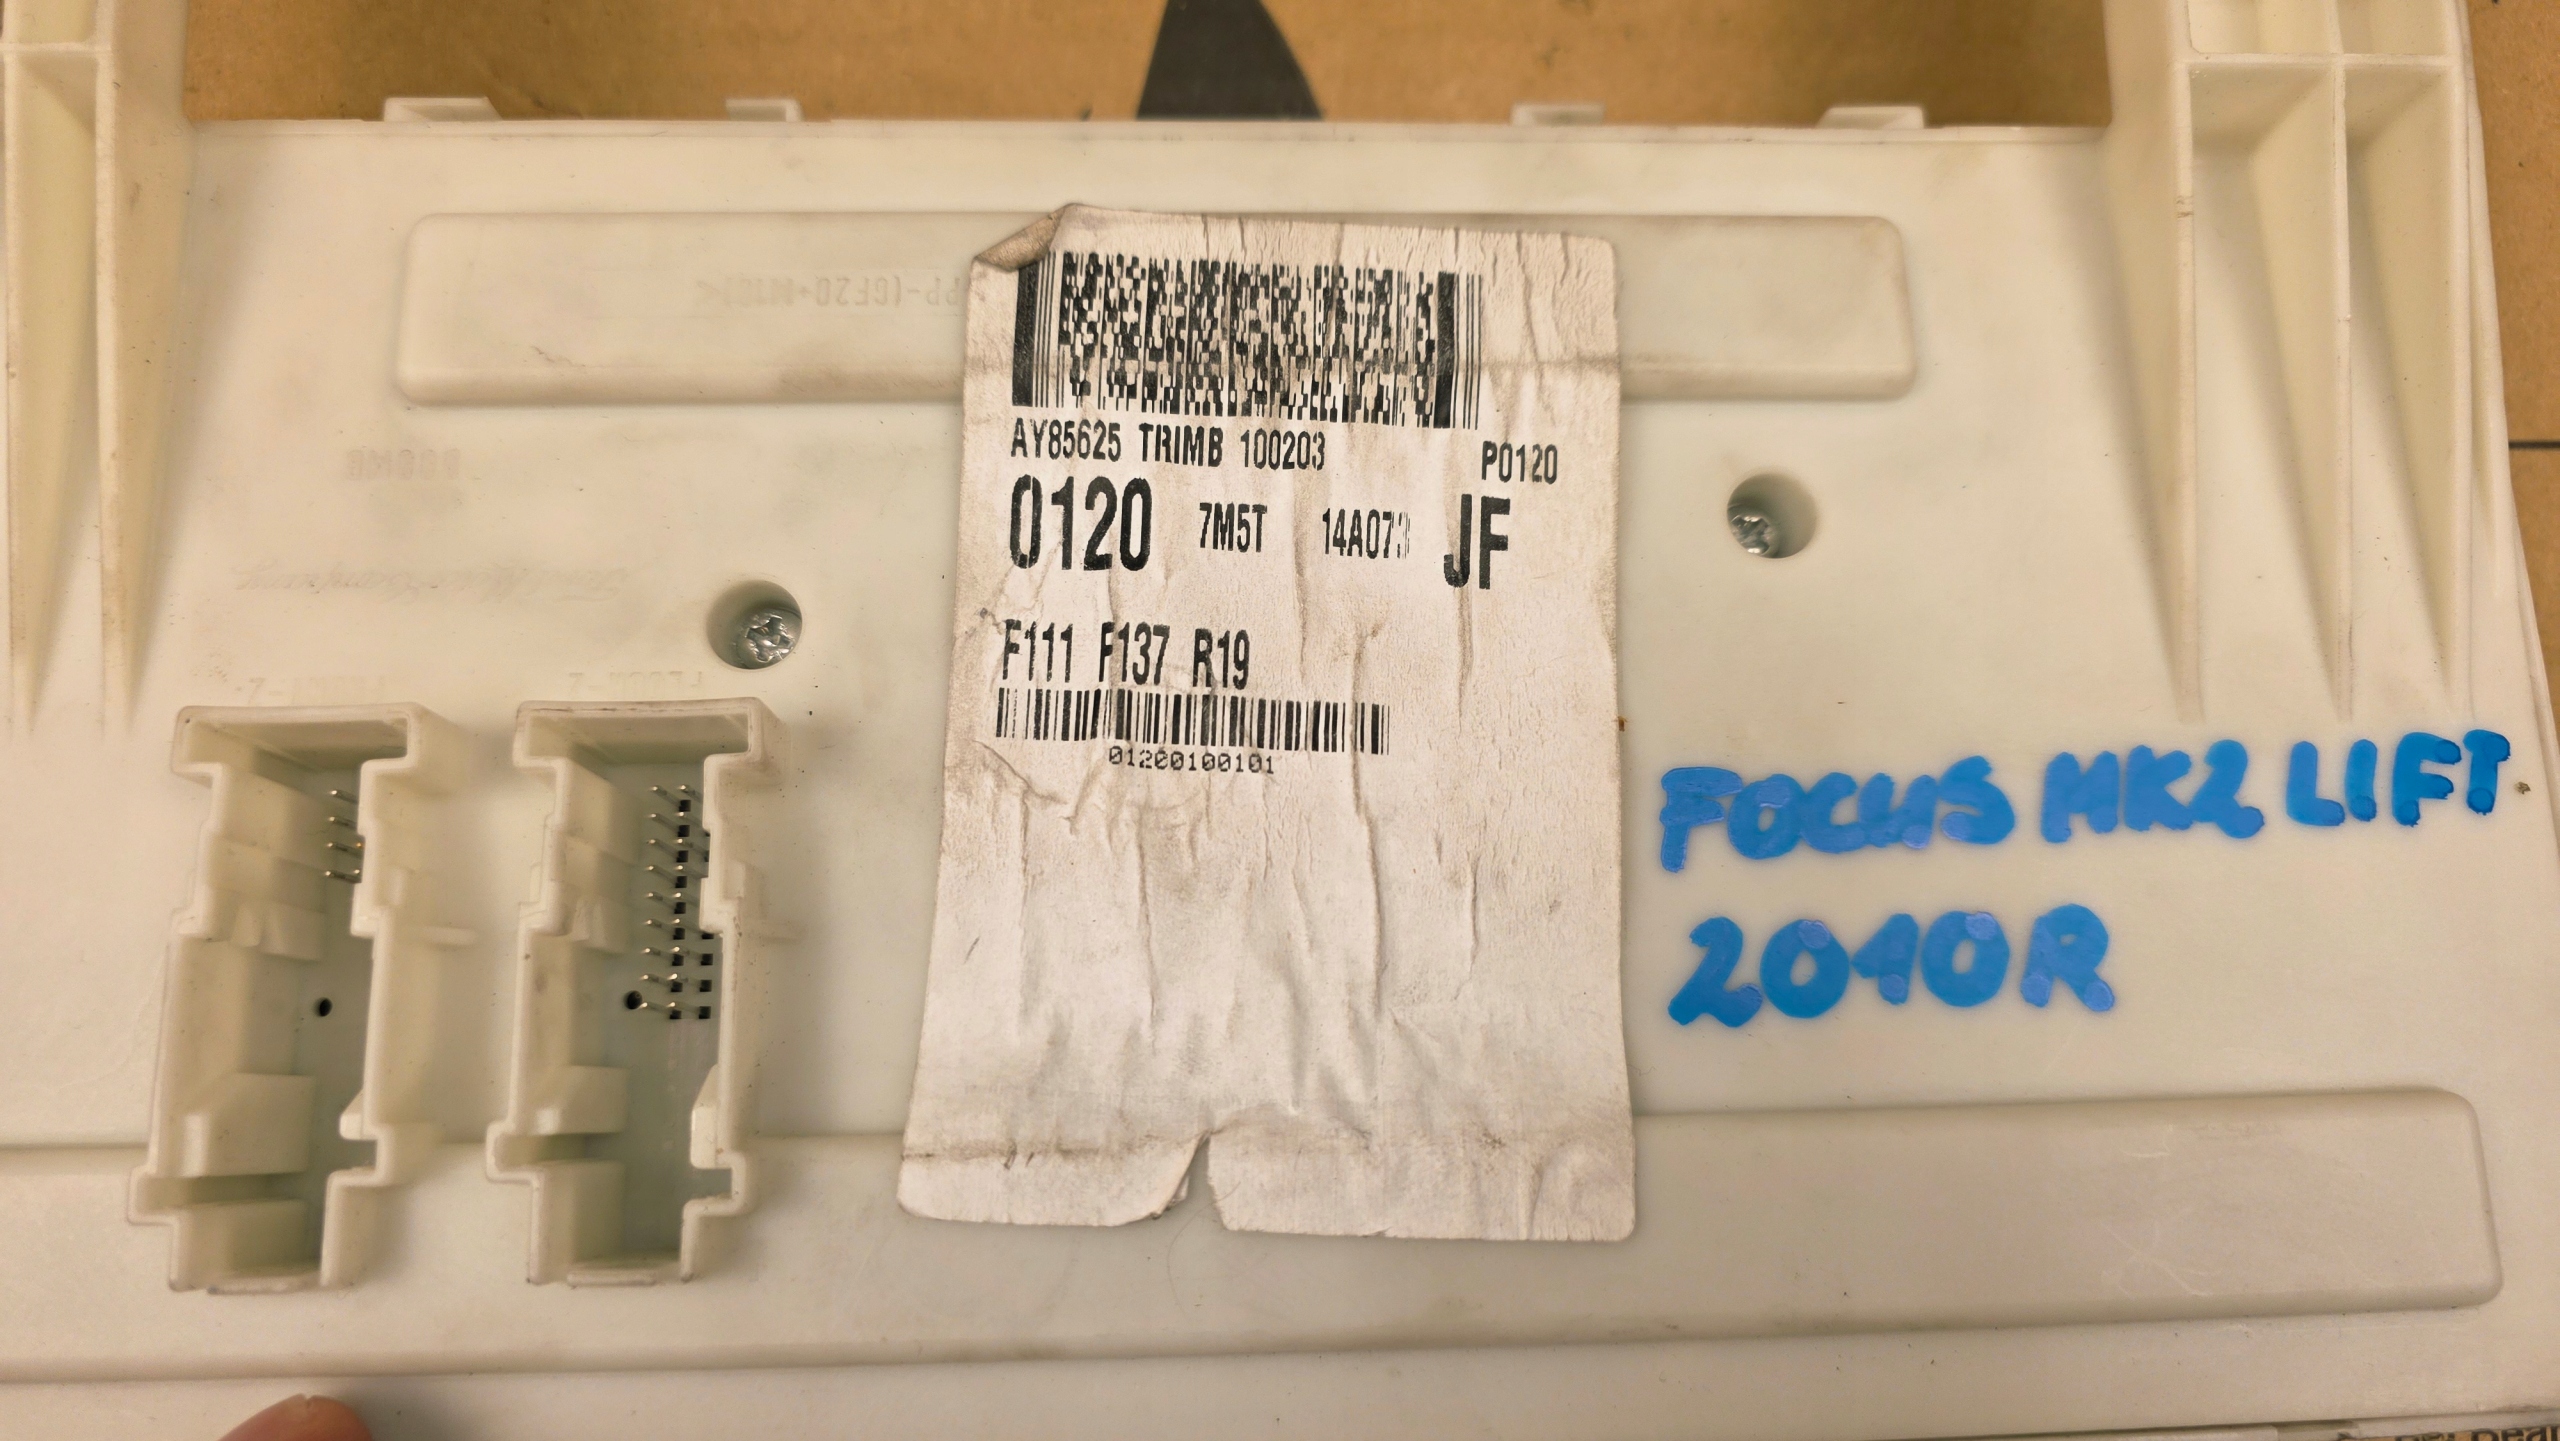 AY85625 TRIMB 100203 P0120
0120 7M5T 14A073 JF
F111 F137 R19
01200100101
FOCUS MK2 LIFT
2010R